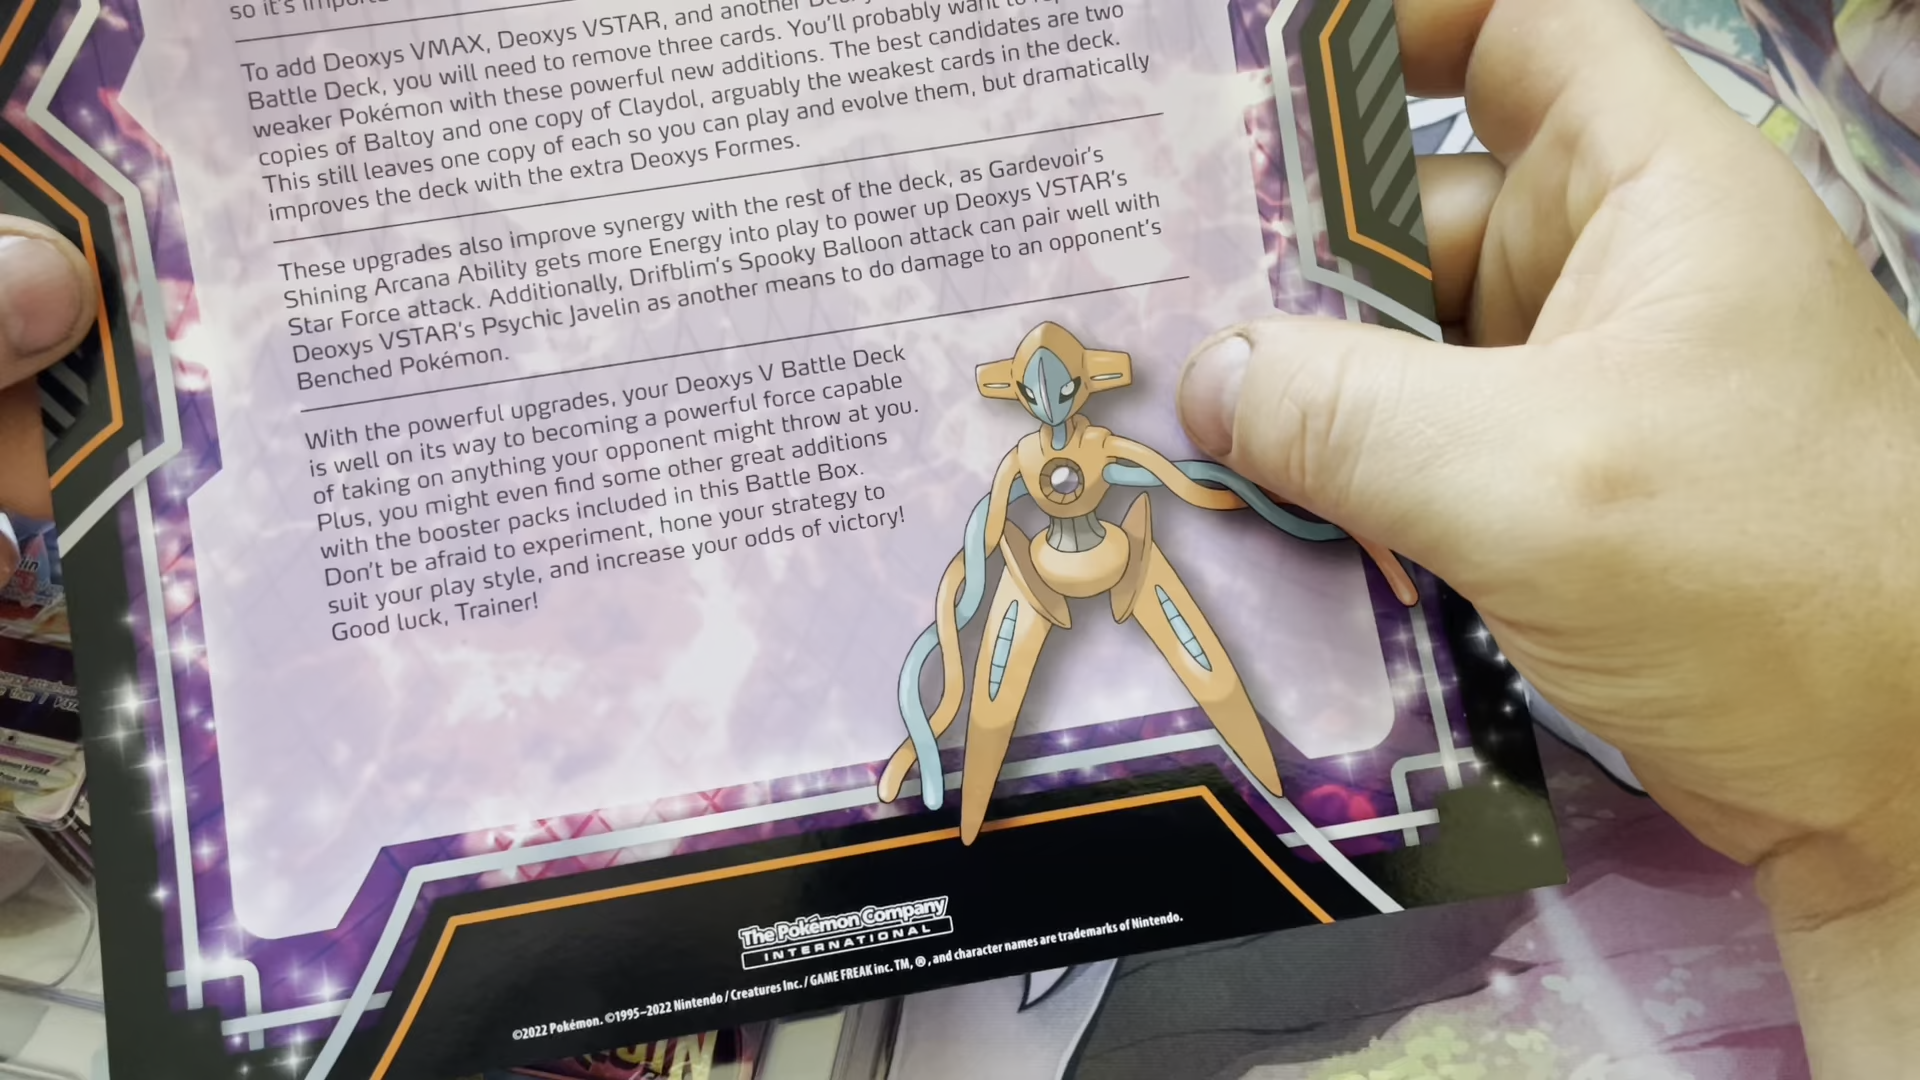 so it's
To add Deoxys VMAX, Deoxys VSTAR, and another
Battle Deck, you will need to remove three cards. You'll probably want to
weaker Pokémon with these powerful new additions. The best candidates are two
copies of Baltoy and one copy of Claydol, arguably the weakest cards in the deck.
This still leaves one copy of each so you can play and evolve them, but dramatically
improves the deck with the extra Deoxys Formes.
These upgrades also improve synergy with the rest of the deck, as Gardevoir's
Shining Arcana Ability gets more Energy into play to power up Deoxys VSTAR's
Star Force attack. Additionally, Drifblim's Spooky Balloon attack can pair well with
Deoxys VSTAR's Psychic Javelin as another means to do damage to an opponent's
Benched Pokémon.
With the powerful upgrades, your Deoxys V Battle Deck
is well on its way to becoming a powerful force capable
of taking on anything your opponent might throw at you.
Plus, you might even find some other great additions
with the booster packs included in this Battle Box.
Don't be afraid to experiment, hone your strategy to
suit your play style, and increase your odds of victory!
Good luck, Trainer!
The Pokémon Company
INTERNATIONAL
©2022 Pokémon. ©1995–2022 Nintendo / Creatures Inc. / GAME FREAK inc. TM, ®, and character names are trademarks of Nintendo.